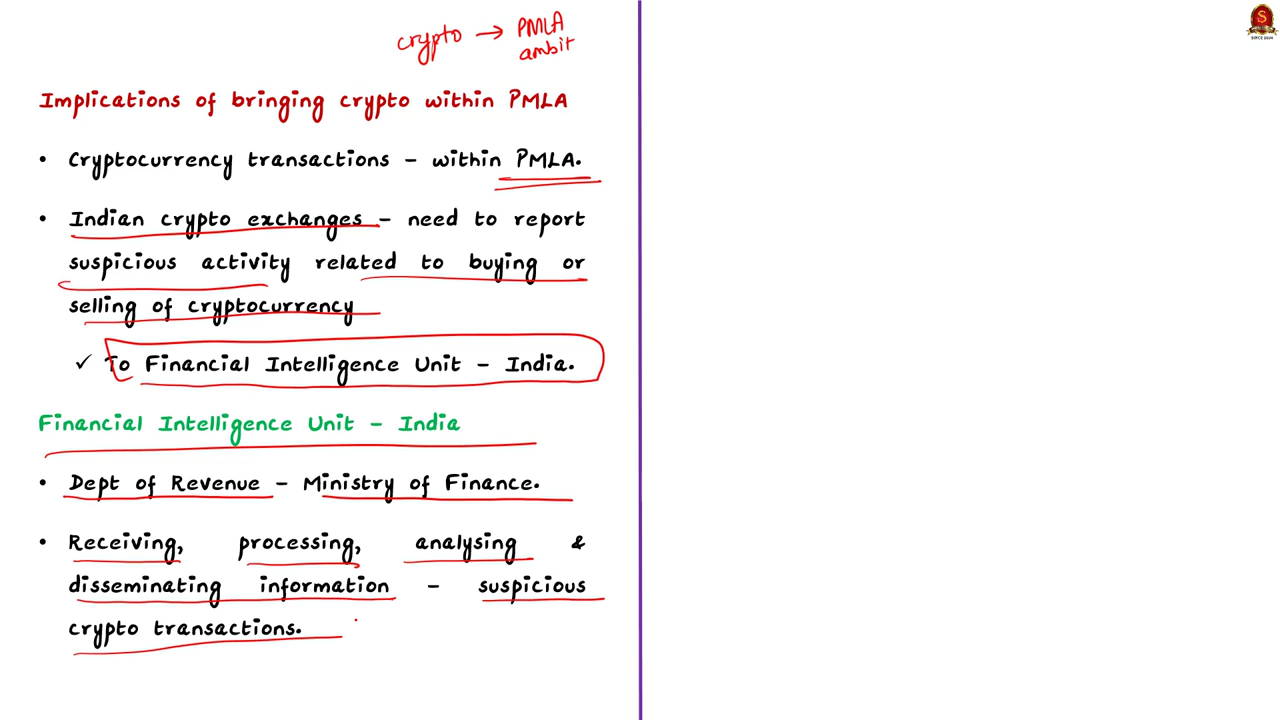 crypto → PMLA
ambit
Implications of bringing crypto within PMLA
• Cryptocurrency transactions – within PMLA.
• Indian crypto exchanges – need to report
suspicious activity related to buying or
selling of cryptocurrency
✓ To Financial Intelligence Unit – India.
Financial Intelligence Unit – India
• Dept of Revenue – Ministry of Finance.
• Receiving, processing, analysing &
disseminating information – suspicious
crypto transactions.
S